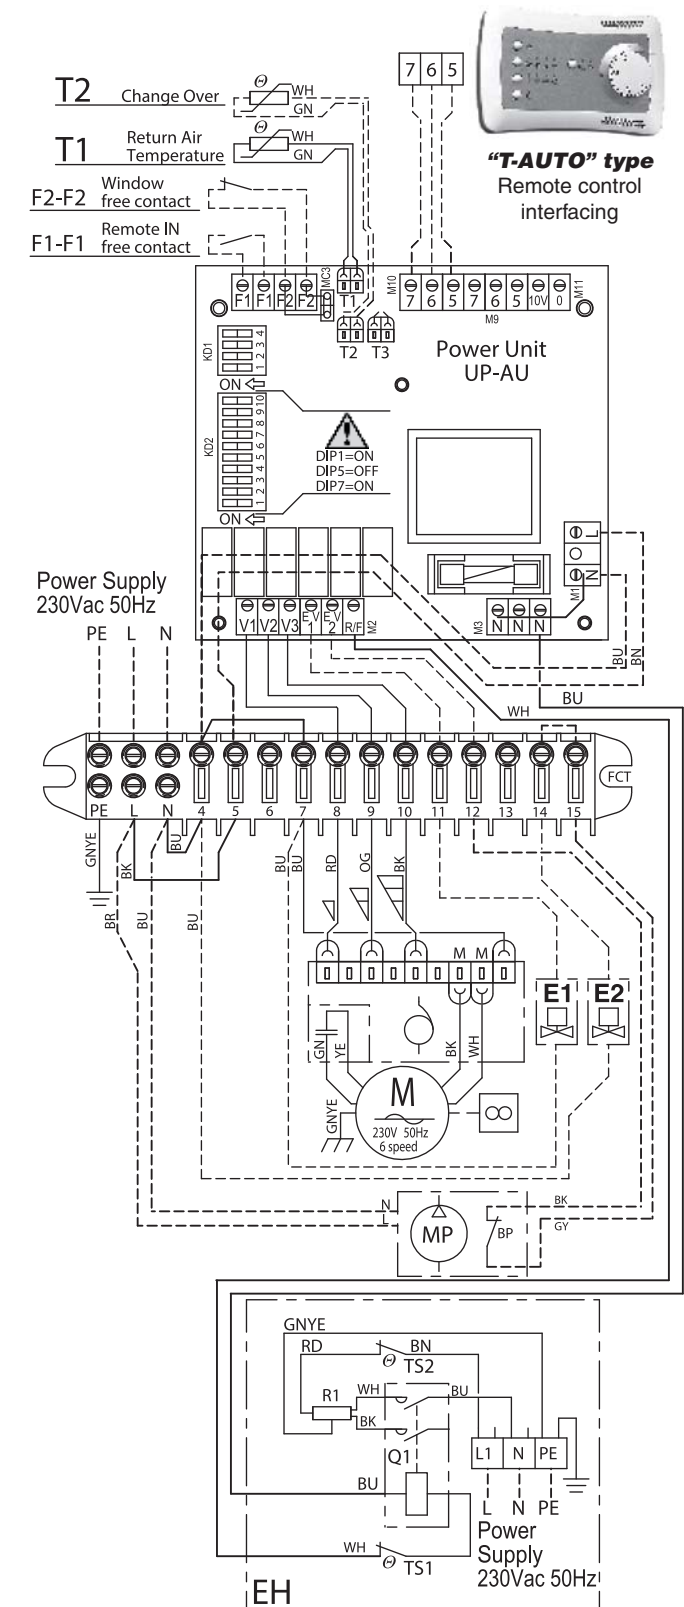 T2 Change Over
Θ WH
GN
T1 Return Air
Temperature
Θ WH
GN
F2-F2 Window
free contact
F1-F1 Remote IN
free contact
7 6 5
"T-AUTO" type
Remote control
interfacing
F1 F1 F2 F2
MC3
T1
T2 T3
M10
7 6 5 7 6 5 10V 0
M9
M11
Power Unit
UP-AU
KD1
1 2 3 4
ON
KD2
1 2 3 4 5 6 7 8 9 10
ON
DIP1=ON
DIP5=OFF
DIP7=ON
L
N
M1
V1 V2 V3 EV1 EV2 R/F M2
M3 N N N
BU
BN
Power Supply
230Vac 50Hz
PE L N
BU
WH
FCT
PE L N 4 5 6 7 8 9 10 11 12 13 14 15
GNYE
BR
BK
BU
BU
BU
BU
BU
RD
OG
BK
M M
E1 E2
GN
YE
BK
WH
GNYE
M
230V 50Hz
6 speed
N
L
MP
BP
BK
GY
GNYE
RD
BN
Θ TS2
R1
WH
BK
BU
Q1
BU
L1 N PE
L N PE
Power
Supply
230Vac 50Hz
WH
Θ TS1
EH